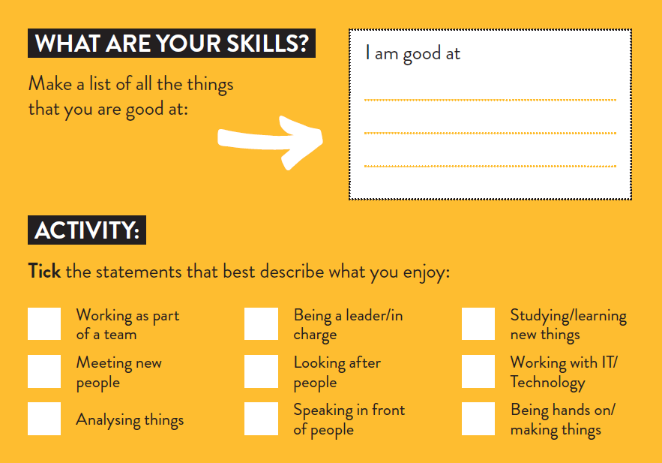 WHAT ARE YOUR SKILLS?
Make a list of all the things
that you are good at:
I am good at
ACTIVITY:
Tick the statements that best describe what you enjoy:
Working as part
of a team
Being a leader/in
charge
Studying/learning
new things
Meeting new
people
Looking after
people
Working with IT/
Technology
Analysing things
Speaking in front
of people
Being hands on/
making things